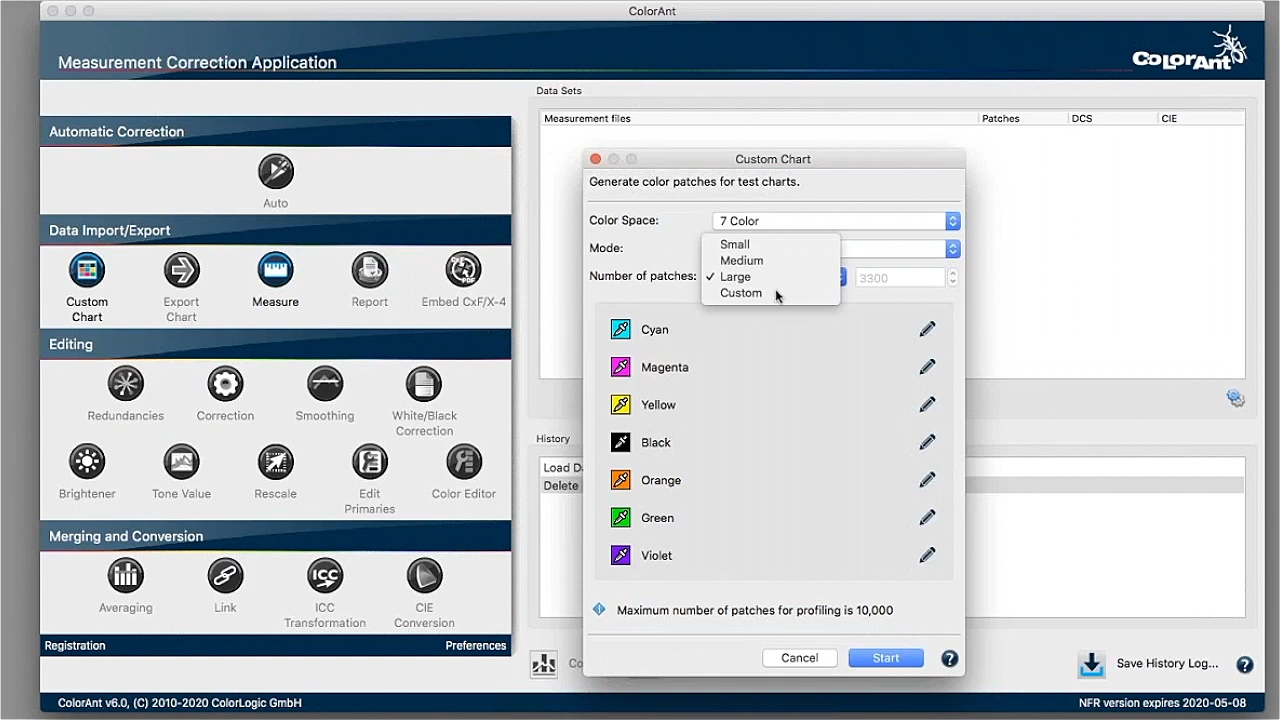 ColorAnt
Measurement Correction Application
COLORANT
Automatic Correction
Auto
Data Import/Export
Custom Chart
Export Chart
Measure
Report
Embed CxF/X-4
Editing
Redundancies
Correction
Smoothing
White/Black Correction
Brightener
Tone Value
Rescale
Edit Primaries
Color Editor
Merging and Conversion
Averaging
Link
ICC
ICC Transformation
CIE Conversion
Registration
Preferences
Data Sets
Measurement files
Patches
DCS
CIE
History
Load D
Delete
Custom Chart
Generate color patches for test charts.
Color Space:
7 Color
Mode:
Number of patches:
Small
Medium
✓ Large
Custom
3300
Cyan
Magenta
Yellow
Black
Orange
Green
Violet
Maximum number of patches for profiling is 10,000
Cancel
Start
?
Co
Save History Log...
?
ColorAnt v6.0, (C) 2010-2020 ColorLogic GmbH
NFR version expires 2020-05-08